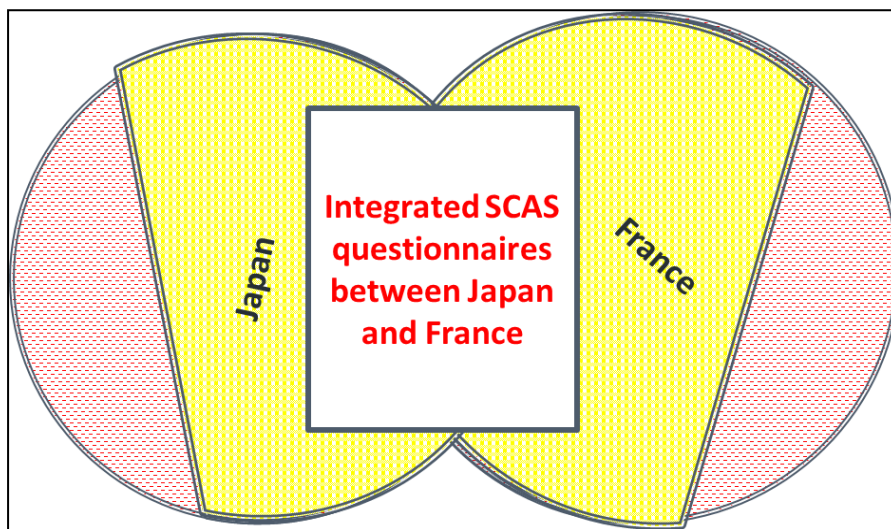 Japan
Integrated SCAS
questionnaires
between Japan
and France
France